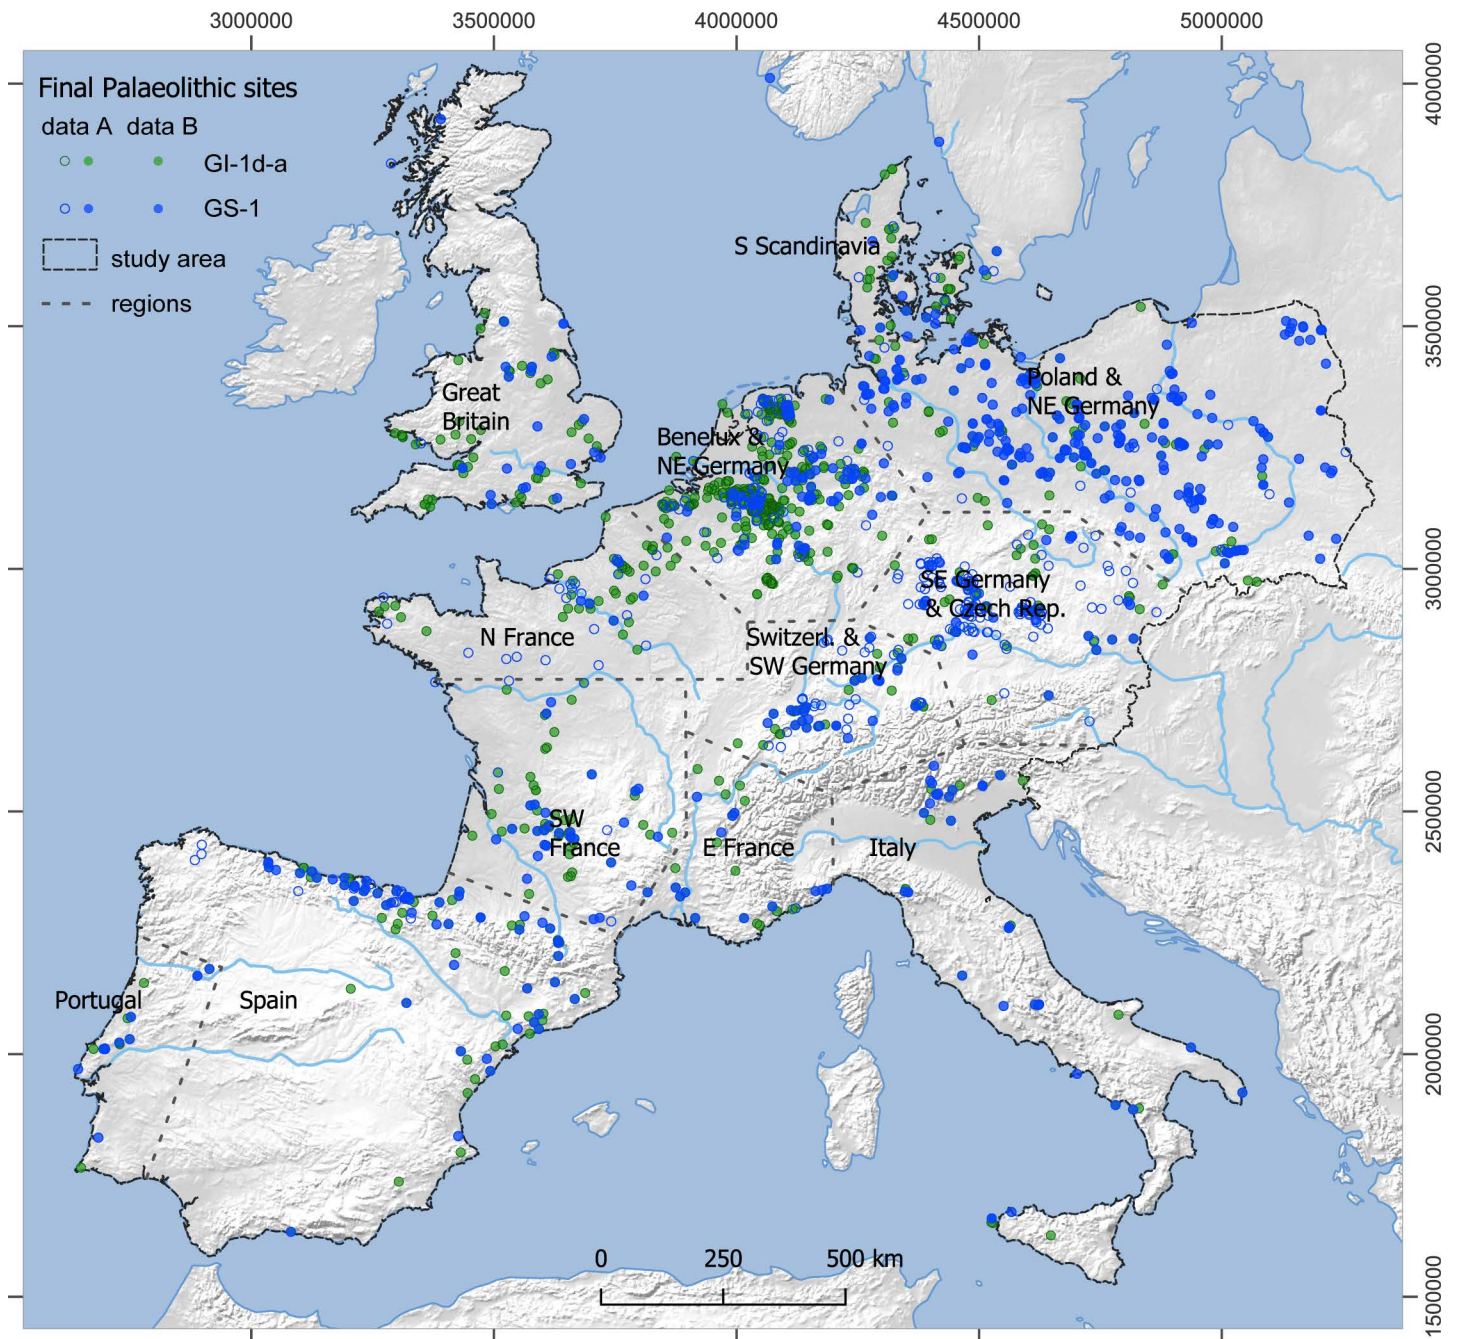 3000000 3500000 4000000 4500000 5000000
Final Palaeolithic sites
data A data B
GI-1d-a
GS-1
study area
regions
S Scandinavia
Great
Britain
Poland &
NE Germany
Benelux &
NE Germany
SE Germany
& Czech Rep.
N France
Switzerl. &
SW Germany
SW
France
E France
Italy
Portugal
Spain
0 250 500 km
4000000
3500000
3000000
2500000
2000000
1500000